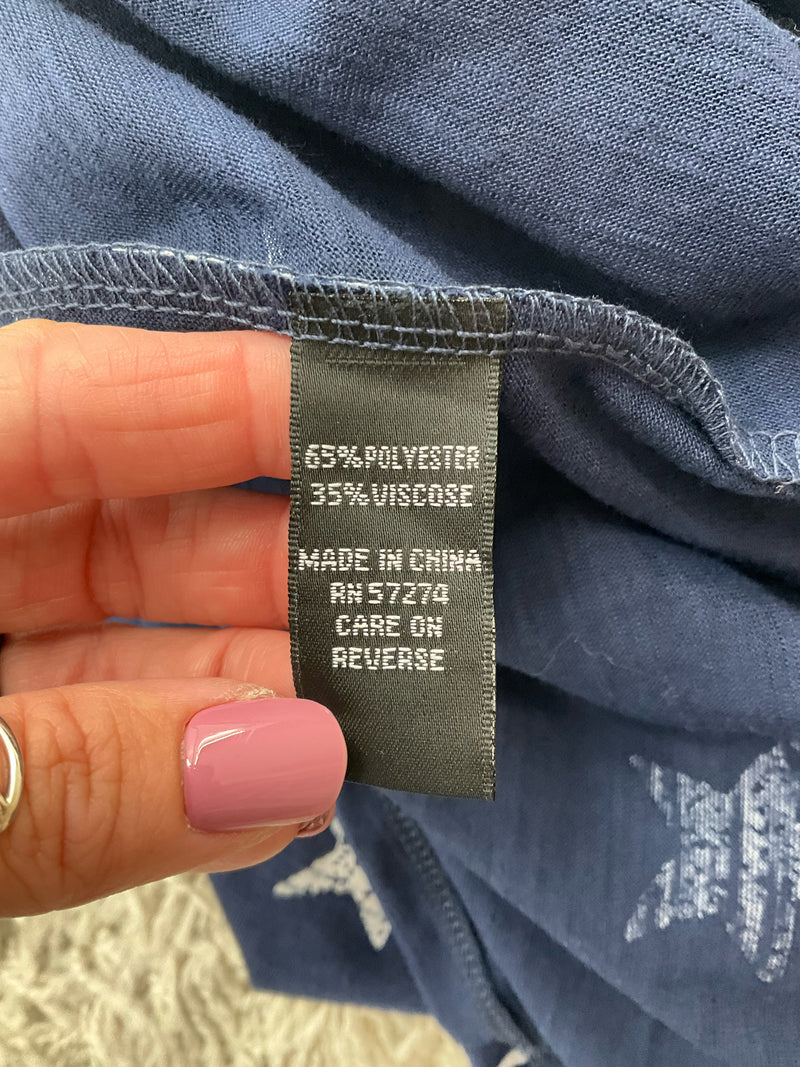 65%POLYESTER
35%VISCOSE
MADE IN CHINA
RN 57274
CARE ON
REVERSE